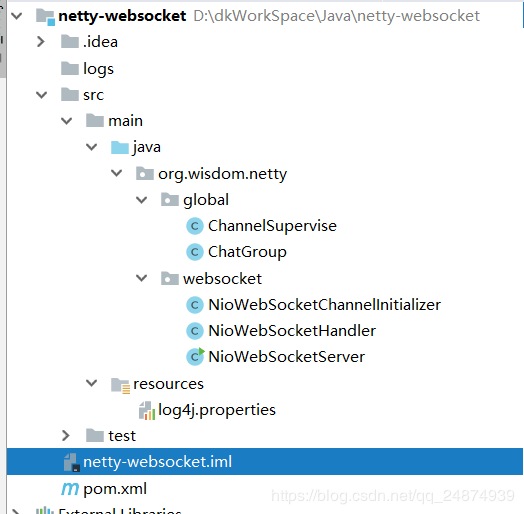 netty-websocket D:\dkWorkSpace\Java\netty-websocket
.idea
logs
src
main
java
org.wisdom.netty
global
ChannelSupervise
ChatGroup
websocket
NioWebSocketChannelInitializer
NioWebSocketHandler
NioWebSocketServer
resources
log4j.properties
test
netty-websocket.iml
pom.xml
https://blog.csdn.net/qq_24874939
External Libraries